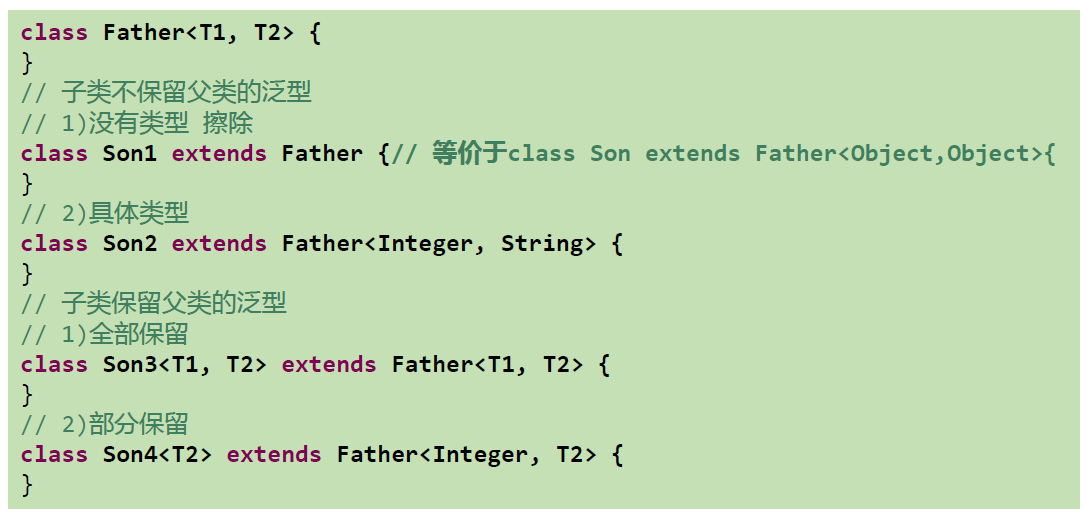 class Father<T1, T2> {
}
// 子类不保留父类的泛型
// 1)没有类型 擦除
class Son1 extends Father {// 等价于class Son extends Father<Object,Object>{
}
// 2)具体类型
class Son2 extends Father<Integer, String> {
}
// 子类保留父类的泛型
// 1)全部保留
class Son3<T1, T2> extends Father<T1, T2> {
}
// 2)部分保留
class Son4<T2> extends Father<Integer, T2> {
}